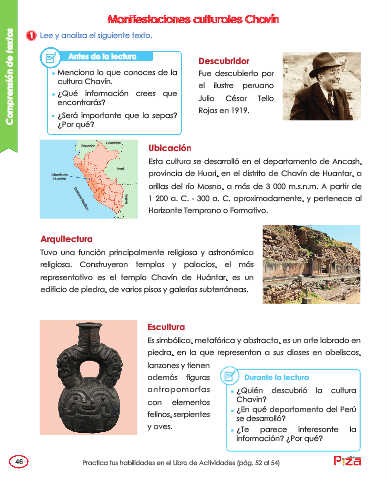 Manifestaciones culturales Chavín
Comprensión de textos
1 Lee y analiza el siguiente texto.
Antes de la lectura
Menciona lo que conoces de la
cultura Chavín.
¿Qué información crees que
encontrarás?
¿Será importante que la sepas?
¿Por qué?
Descubridor
Fue descubierto por
el ilustre peruano
Julio César Tello
Rojas en 1919.
Ubicación
Esta cultura se desarrolló en el departamento de Ancash,
provincia de Huari, en el distrito de Chavín de Huantar, a
orillas del río Mosna, a más de 3 000 m.s.n.m. A partir de
1 200 a. C. - 300 a. C. aproximadamente, y pertenece al
Horizonte Temprano o Formativo.
Arquitectura
Tuvo una función principalmente religiosa y astronómico
religiosa. Construyeron templos y palacios, el más
representativo es el templo Chavín de Huántar, es un
edificio de piedra, de varios pisos y galerías subterráneas.
Escultura
Es simbólica, metafórica y abstracta, es un arte labrado en
piedra, en la que representan a sus dioses en obeliscos,
lanzones y tienen
además figuras
antropomorfas
con elementos
felinos, serpientes
y aves.
Durante la lectura
¿Quién descubrió la cultura
Chavín?
¿En qué departamento del Perú
se desarrolló?
¿Te parece interesante la
información? ¿Por qué?
46
Practica tus habilidades en el Libro de Actividades (pág. 52 al 54)